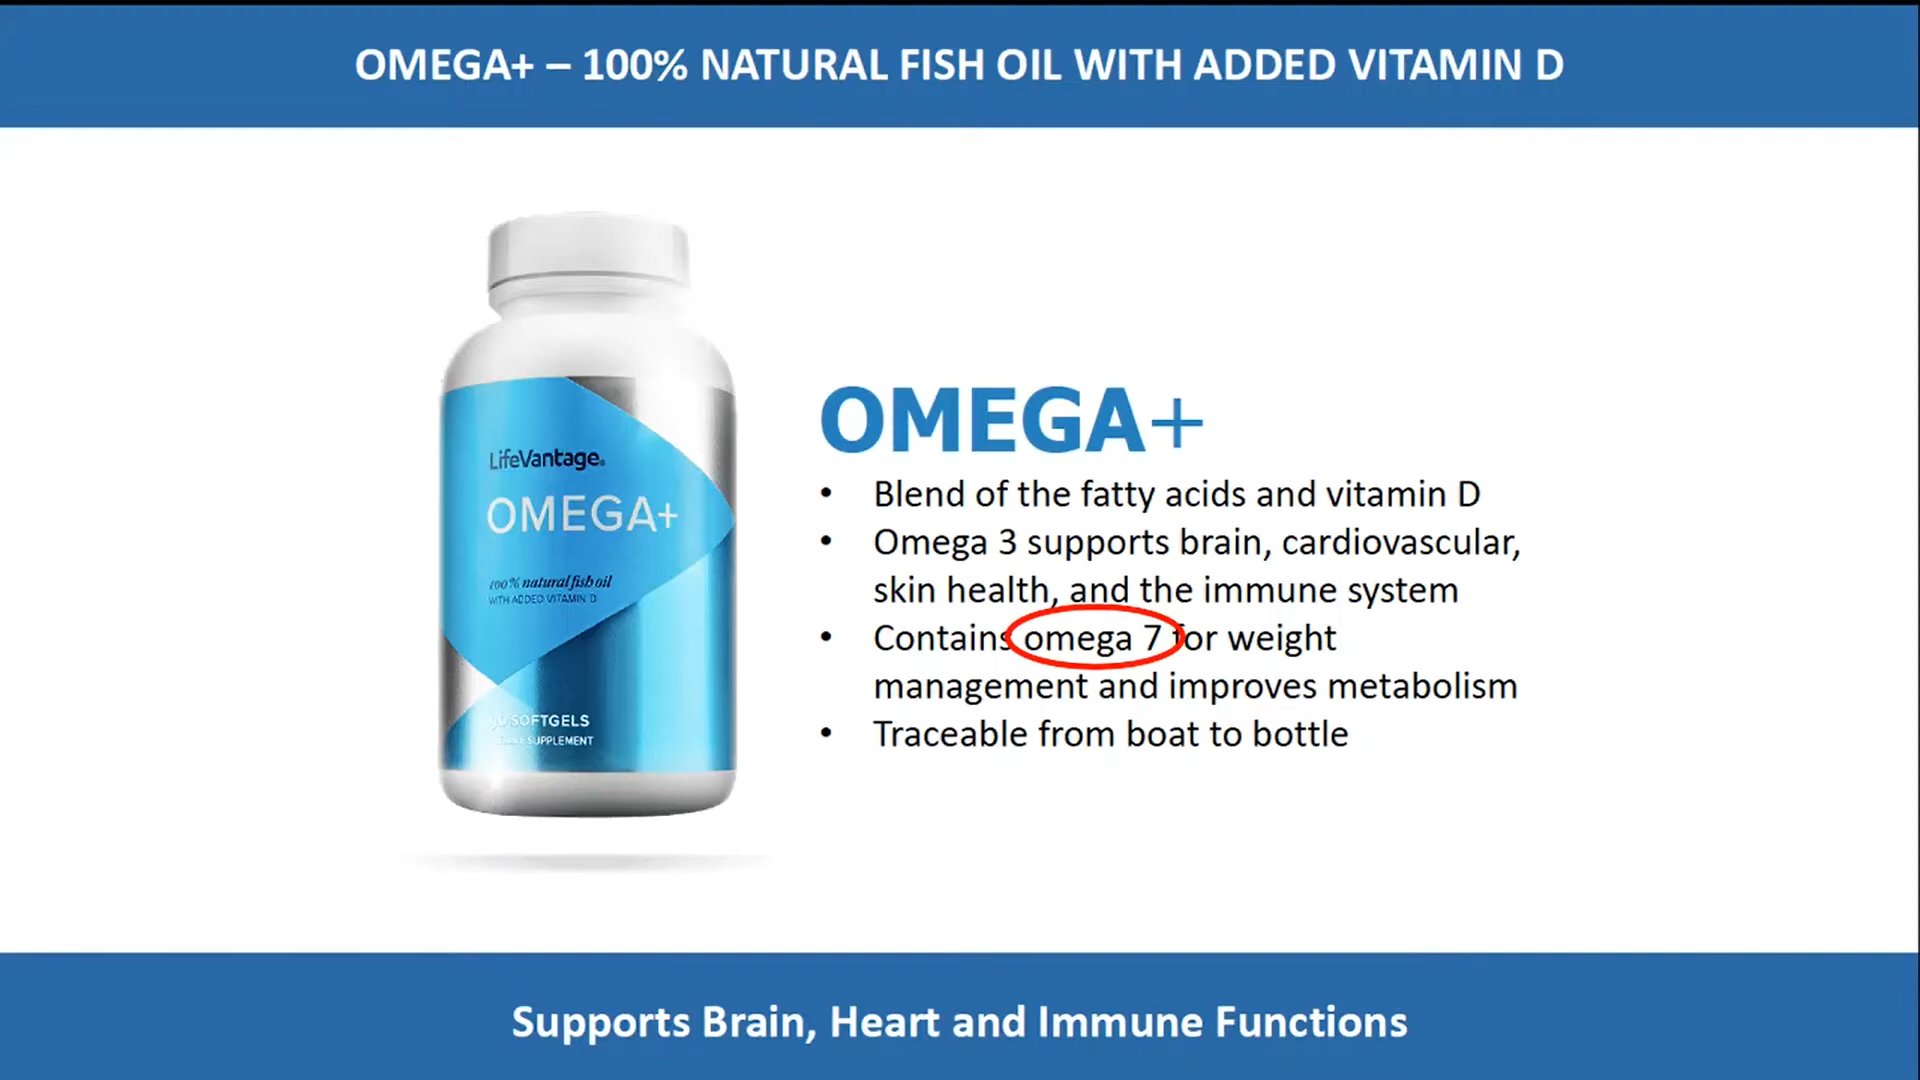 OMEGA+ – 100% NATURAL FISH OIL WITH ADDED VITAMIN D
LifeVantage®
OMEGA+
100% natural fish oil
WITH ADDED VITAMIN D
SOFTGELS
SUPPLEMENT
OMEGA+
• Blend of the fatty acids and vitamin D
• Omega 3 supports brain, cardiovascular,
skin health, and the immune system
• Contains omega 7 for weight
management and improves metabolism
• Traceable from boat to bottle
Supports Brain, Heart and Immune Functions